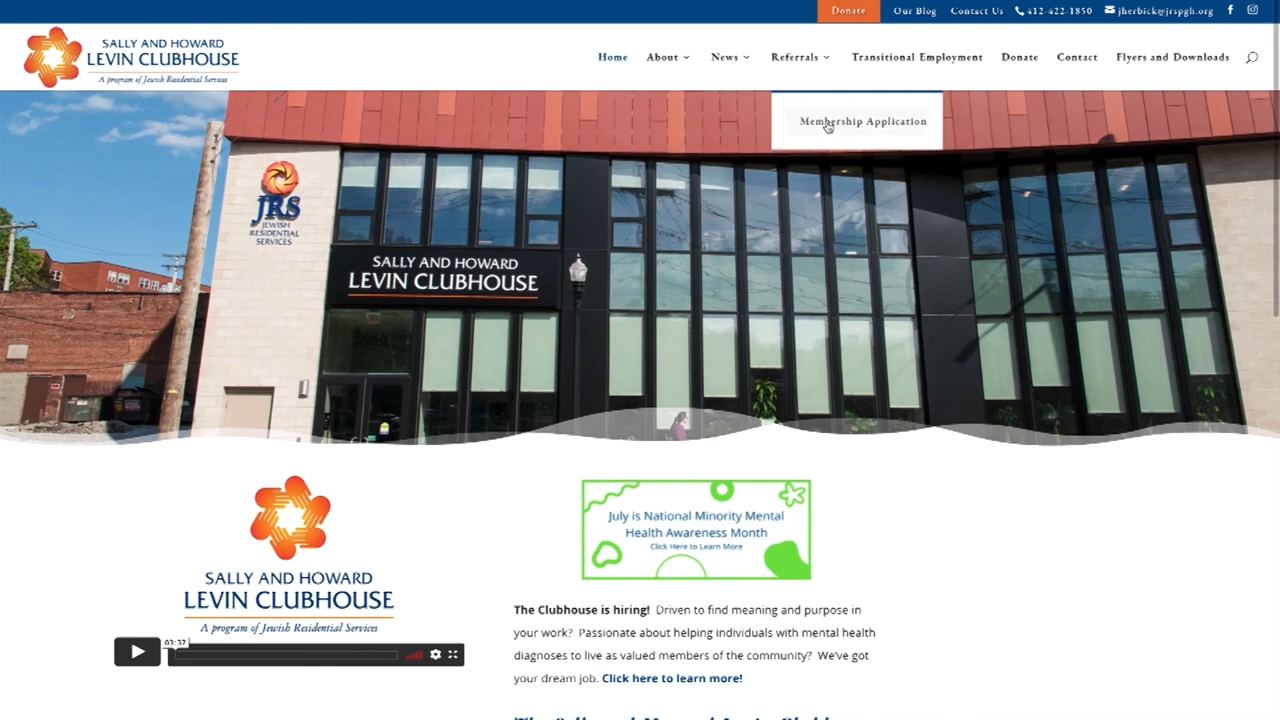 Donate Our Blog Contact Us 412-422-1850 jherbick@jrspgh.org
SALLY AND HOWARD
LEVIN CLUBHOUSE
A program of Jewish Residential Services
Home About News Referrals Transitional Employment Donate Contact Flyers and Downloads
Membership Application
JRS
JEWISH
RESIDENTIAL
SERVICES
SALLY AND HOWARD
LEVIN CLUBHOUSE
July is National Minority Mental
Health Awareness Month
Click Here to Learn More
SALLY AND HOWARD
LEVIN CLUBHOUSE
A program of Jewish Residential Services
03:37
The Clubhouse is hiring! Driven to find meaning and purpose in
your work? Passionate about helping individuals with mental health
diagnoses to live as valued members of the community? We've got
your dream job. Click here to learn more!